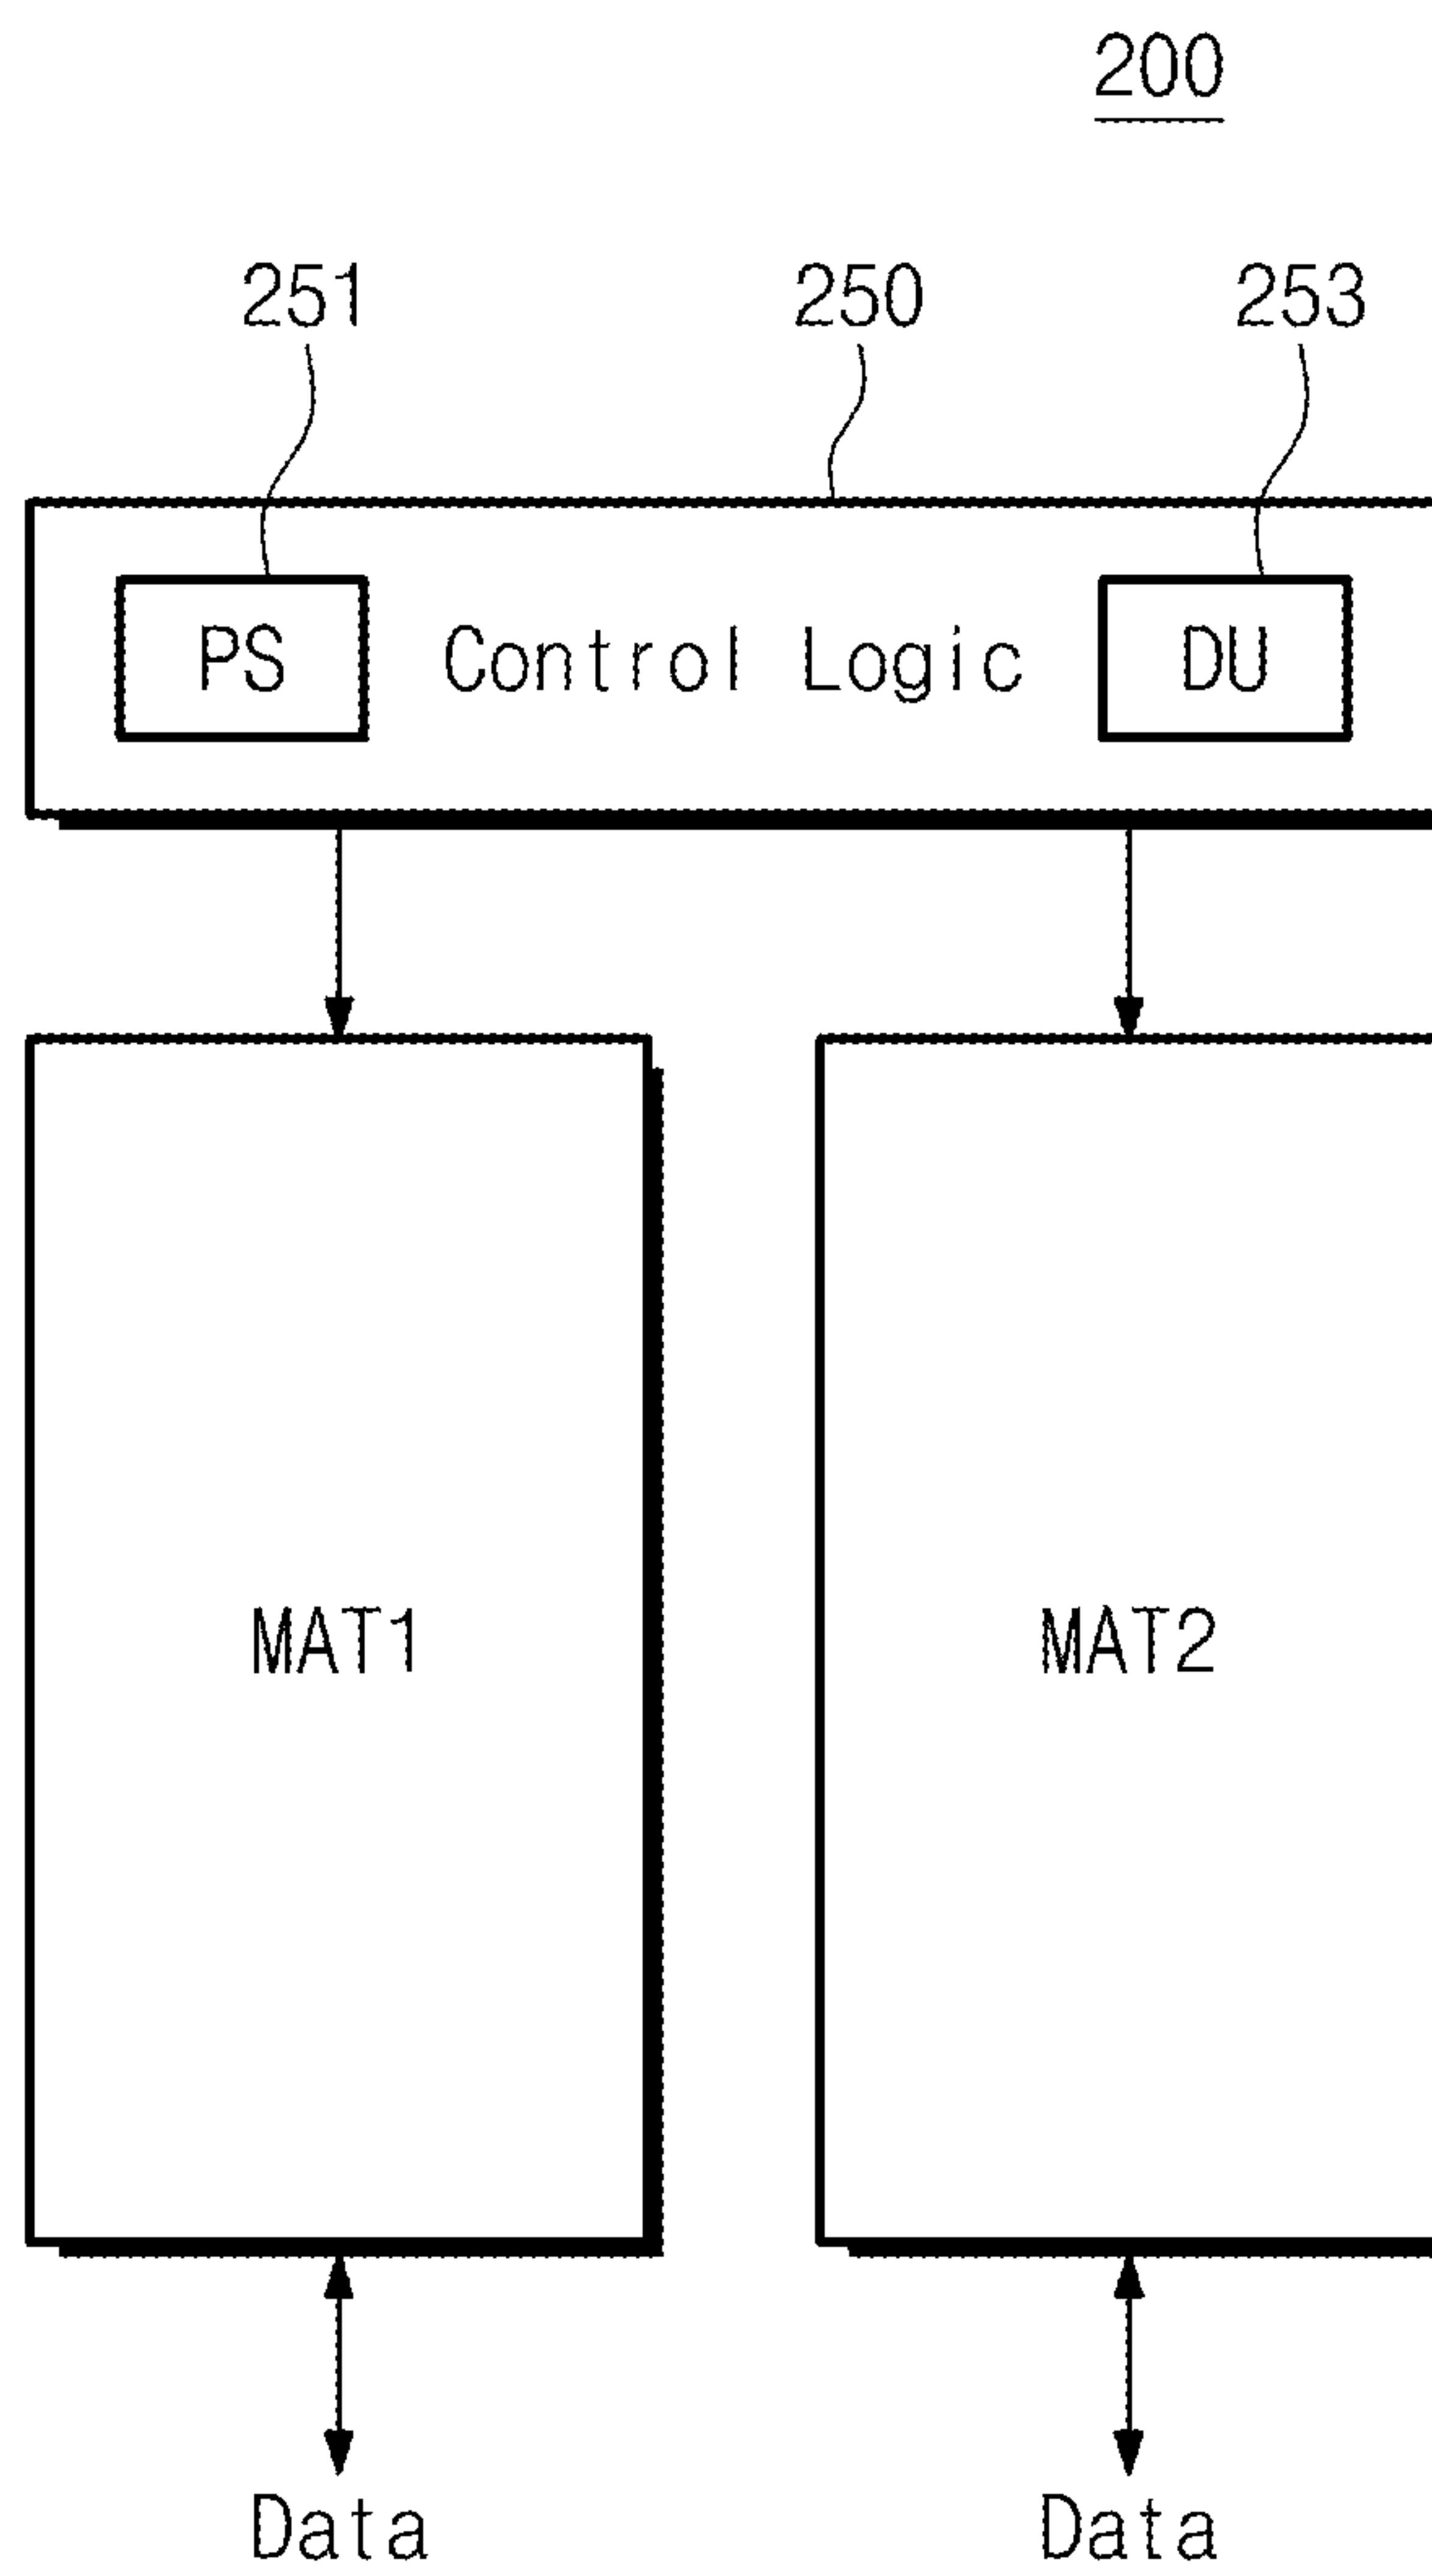 200
251 250 253
PS Control Logic DU
MAT1 MAT2
Data Data